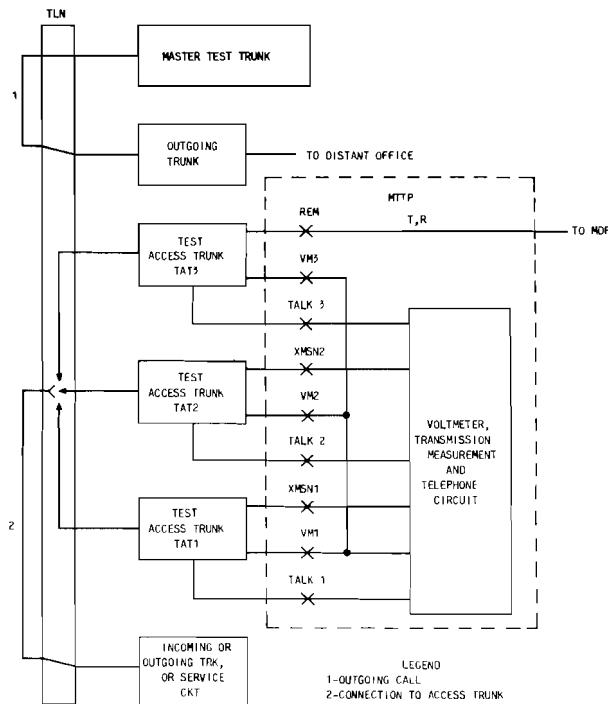 TLN
MASTER TEST TRUNK
1
OUTGOING
TRUNK
TO DISTANT OFFICE
MTTP
REM
T,R
TO MDF
TEST
ACCESS TRUNK
TAT3
VM3
TALK 3
XMSN2
TEST
ACCESS TRUNK
TAT2
VM2
TALK 2
VOLTMETER,
TRANSMISSION
MEASUREMENT
AND
TELEPHONE
CIRCUIT
XMSN1
2
TEST
ACCESS TRUNK
TAT1
VM1
TALK 1
INCOMING OR
OUTGOING TRK,
OR SERVICE
CKT
LEGEND
1-OUTGOING CALL
2-CONNECTION TO ACCESS TRUNK